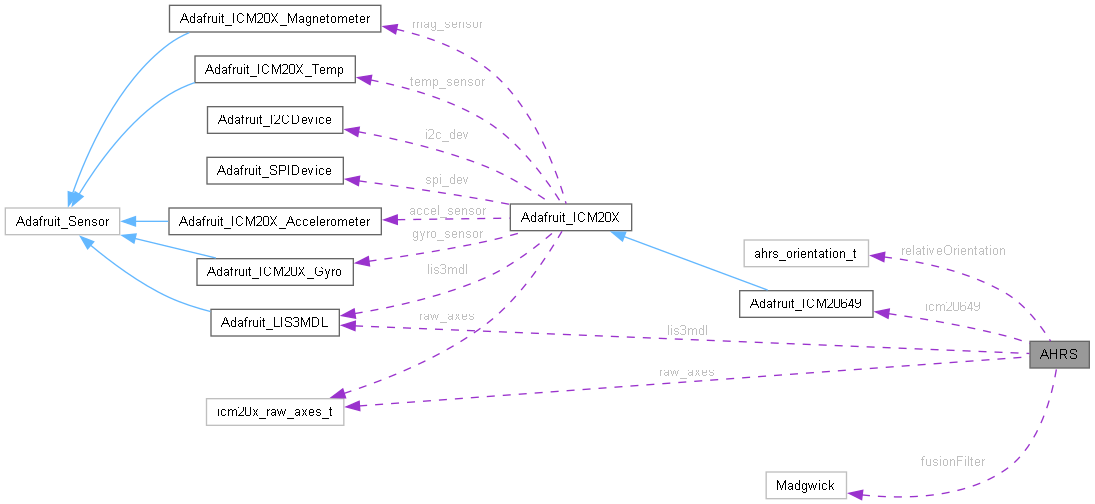 Adafruit_ICM20X_Magnetometer
mag_sensor
Adafruit_ICM20X_Temp
temp_sensor
Adafruit_I2CDevice
i2c_dev
Adafruit_SPIDevice
spi_dev
Adafruit_Sensor
Adafruit_ICM20X_Accelerometer
accel_sensor
Adafruit_ICM20X
gyro_sensor
Adafruit_ICM20X_Gyro
lis3mdl
ahrs_orientation_t
relativeOrientation
Adafruit_ICM20649
icm20649
Adafruit_LIS3MDL
raw_axes
lis3mdl
AHRS
raw_axes
icm20x_raw_axes_t
fusionFilter
Madgwick